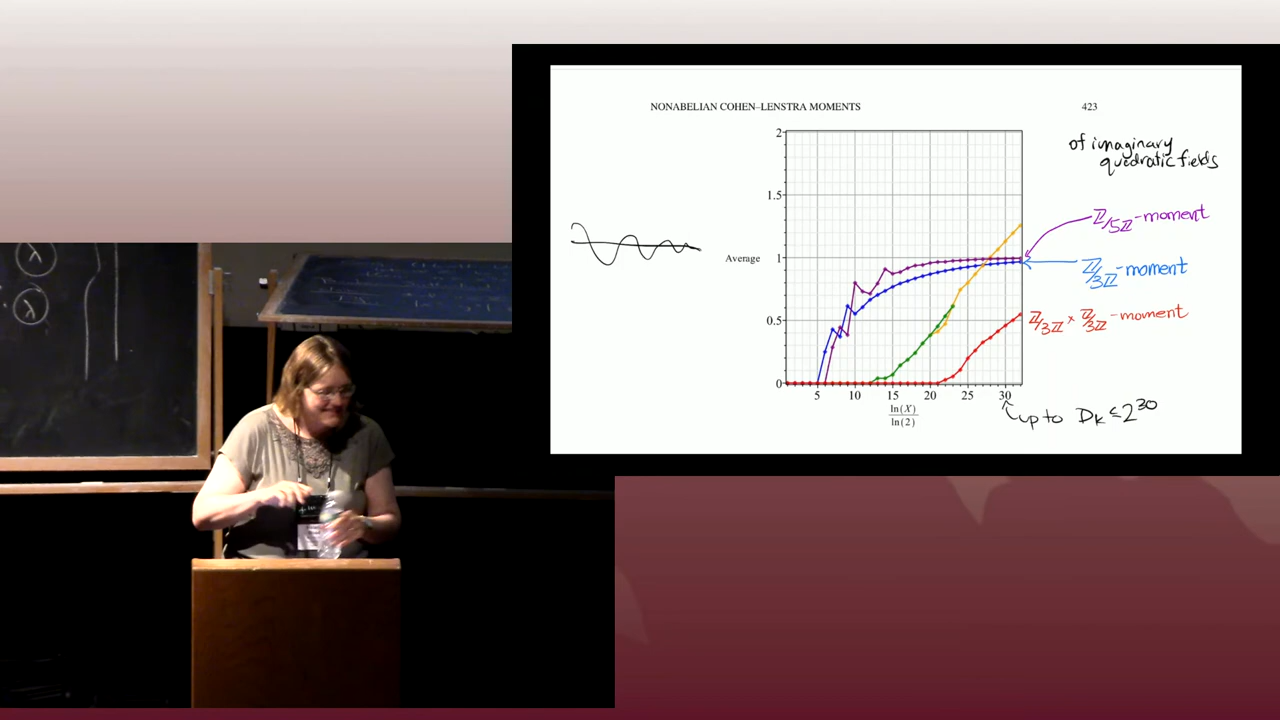 NONABELIAN COHEN–LENSTRA MOMENTS 423
of imaginary
quadratic fields
2
1.5
Average 1
0.5
0
5 10 15 20 25 30
ln(X)
ln(2)
ℤ/5ℤ-moment
ℤ/3ℤ-moment
ℤ/3ℤ × ℤ/3ℤ-moment
up to D_K ≤ 2^30
λ
λ